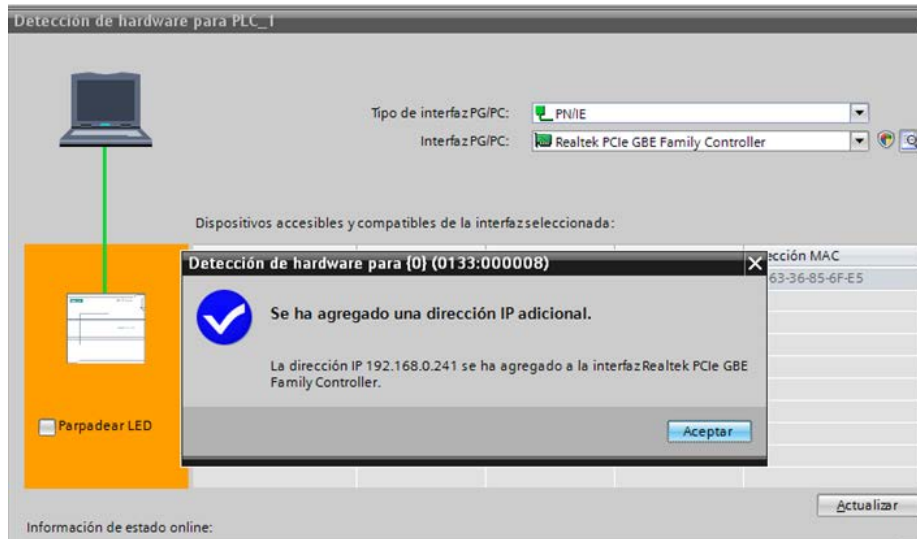 Detección de hardware para PLC_1
Tipo de interfaz PG/PC:
PN/IE
Interfaz PG/PC:
Realtek PCIe GBE Family Controller
Dispositivos accesibles y compatibles de la interfaz seleccionada:
ección MAC
63-36-85-6F-E5
Detección de hardware para {0} (0133:000008)
Se ha agregado una dirección IP adicional.
La dirección IP 192.168.0.241 se ha agregado a la interfaz Realtek PCIe GBE
Family Controller.
Aceptar
Parpadear LED
Actualizar
Información de estado online: